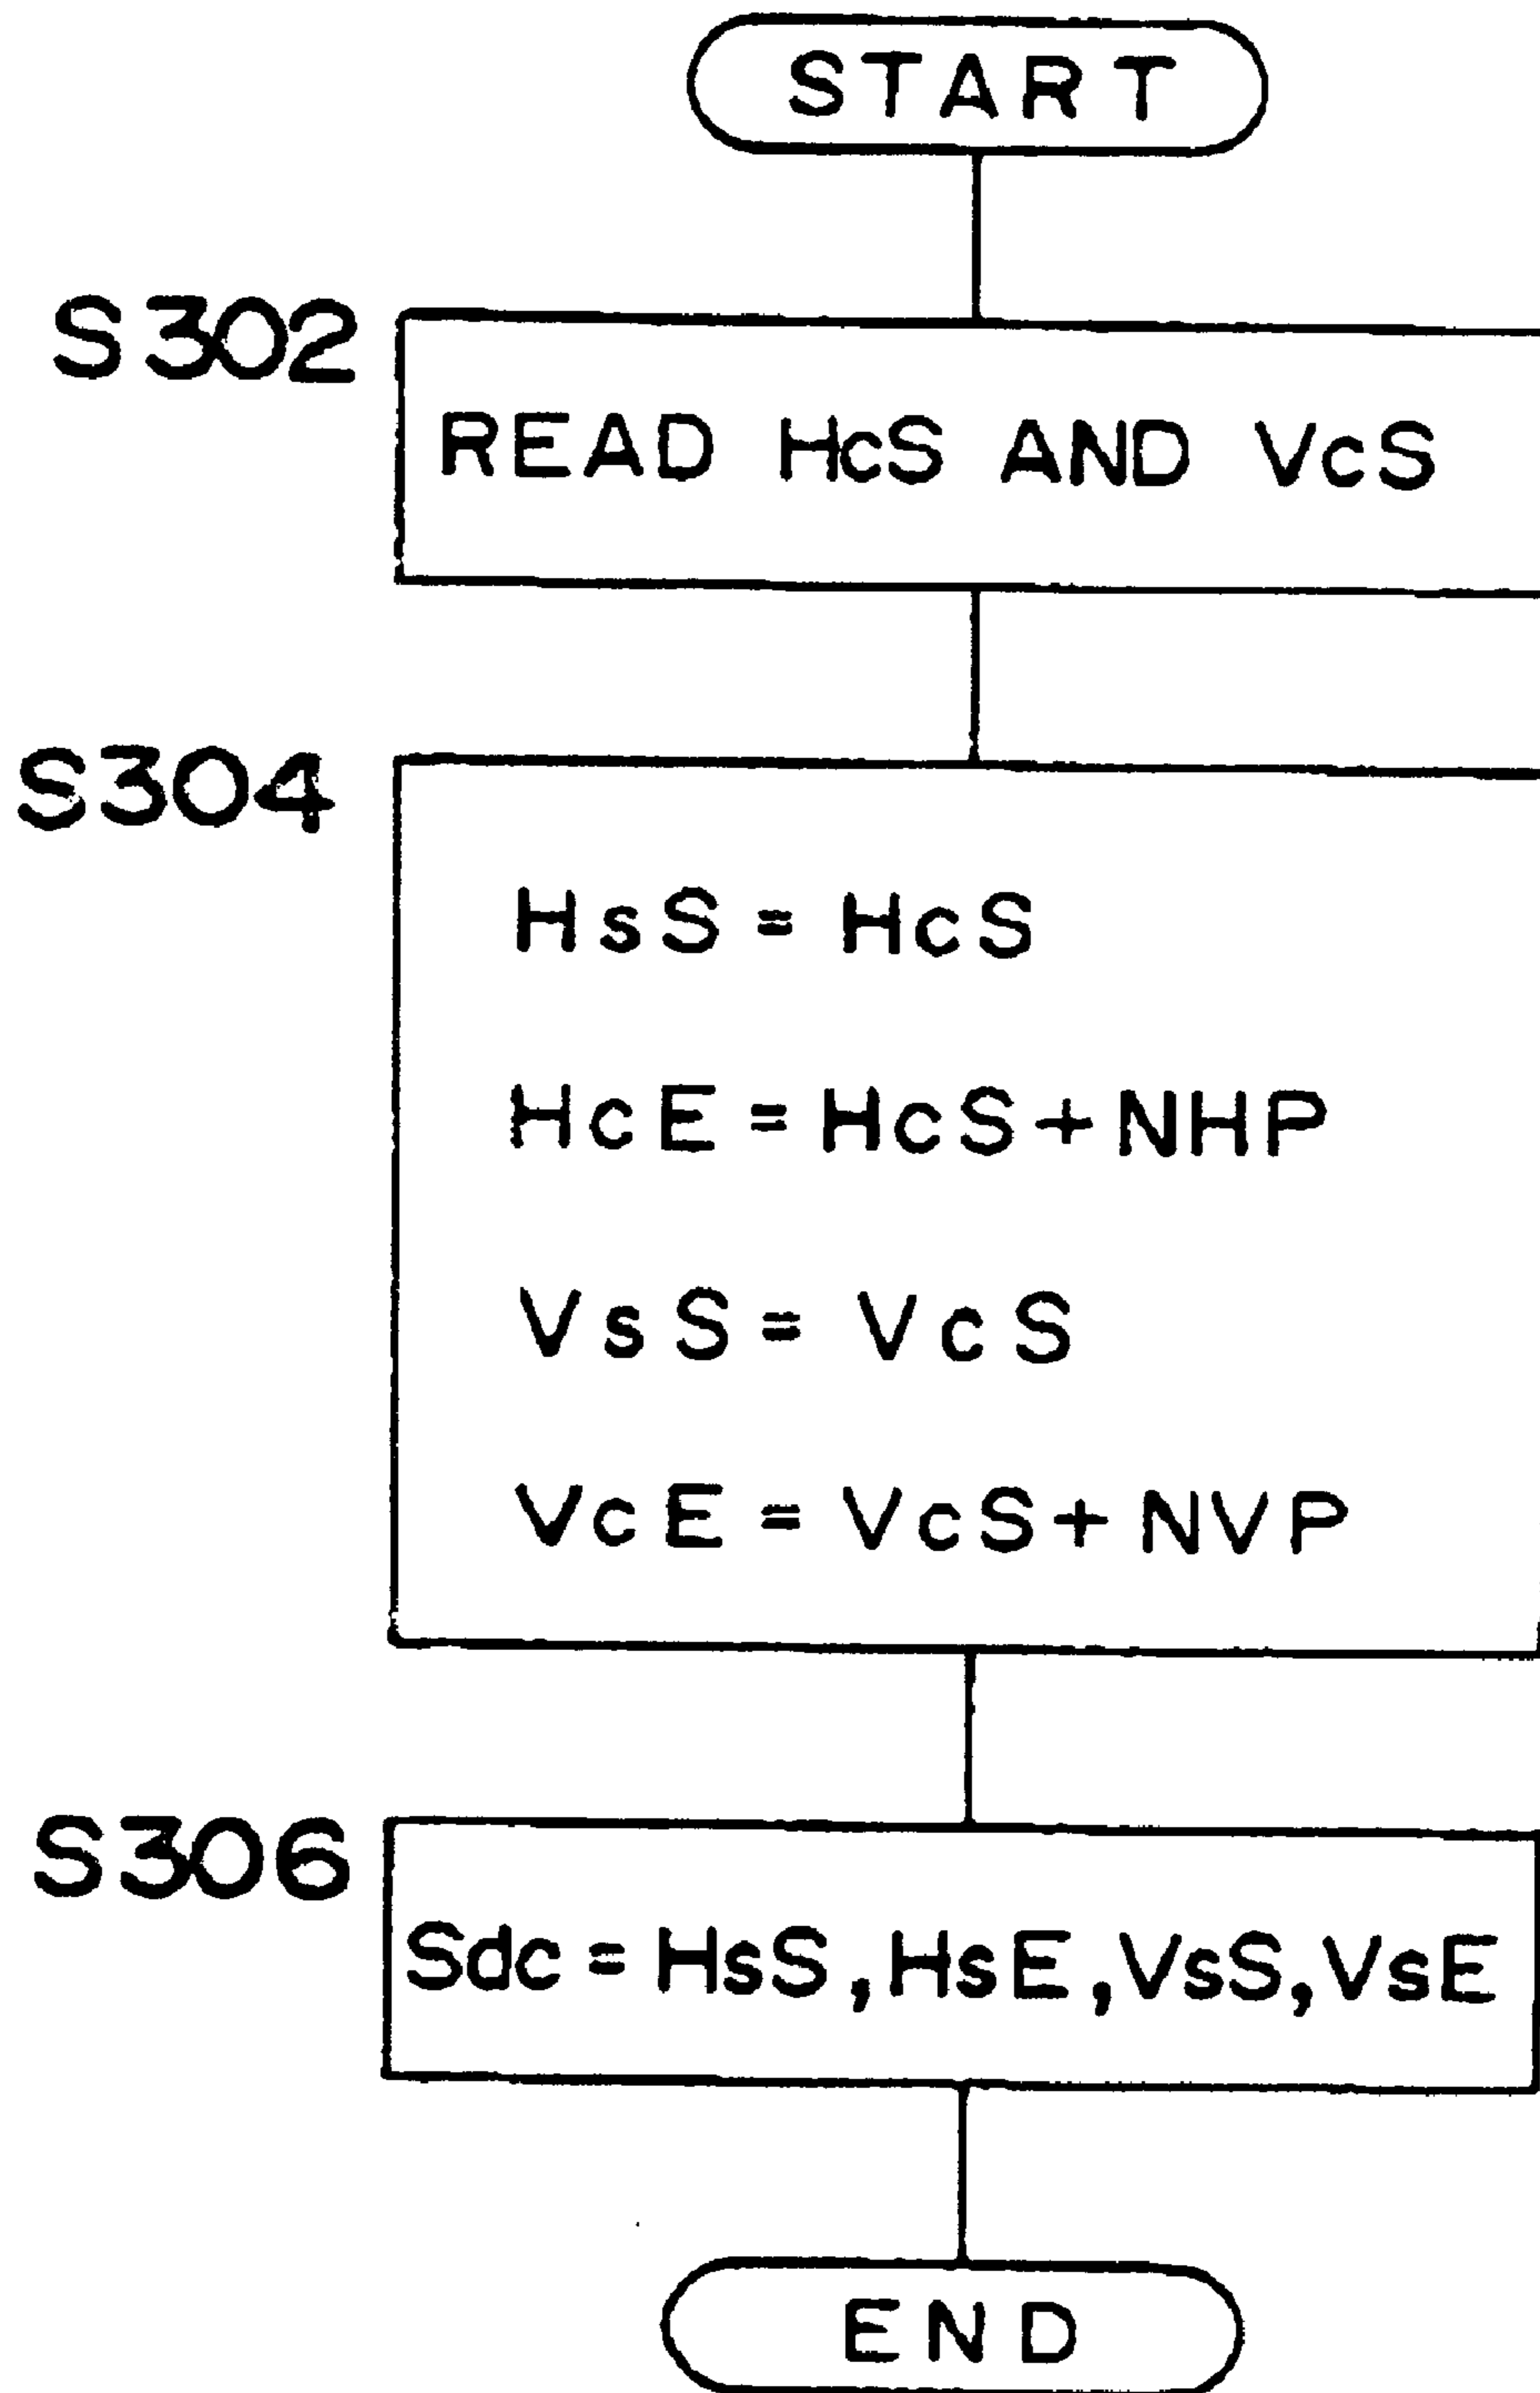 START
S302
READ HcS AND VcS
S304
HsS = HcS
HcE = HcS + NHP
VsS = VcS
VcE = VcS + NVP
S306
Sdc = HsS, HsE, VsS, VsE
END